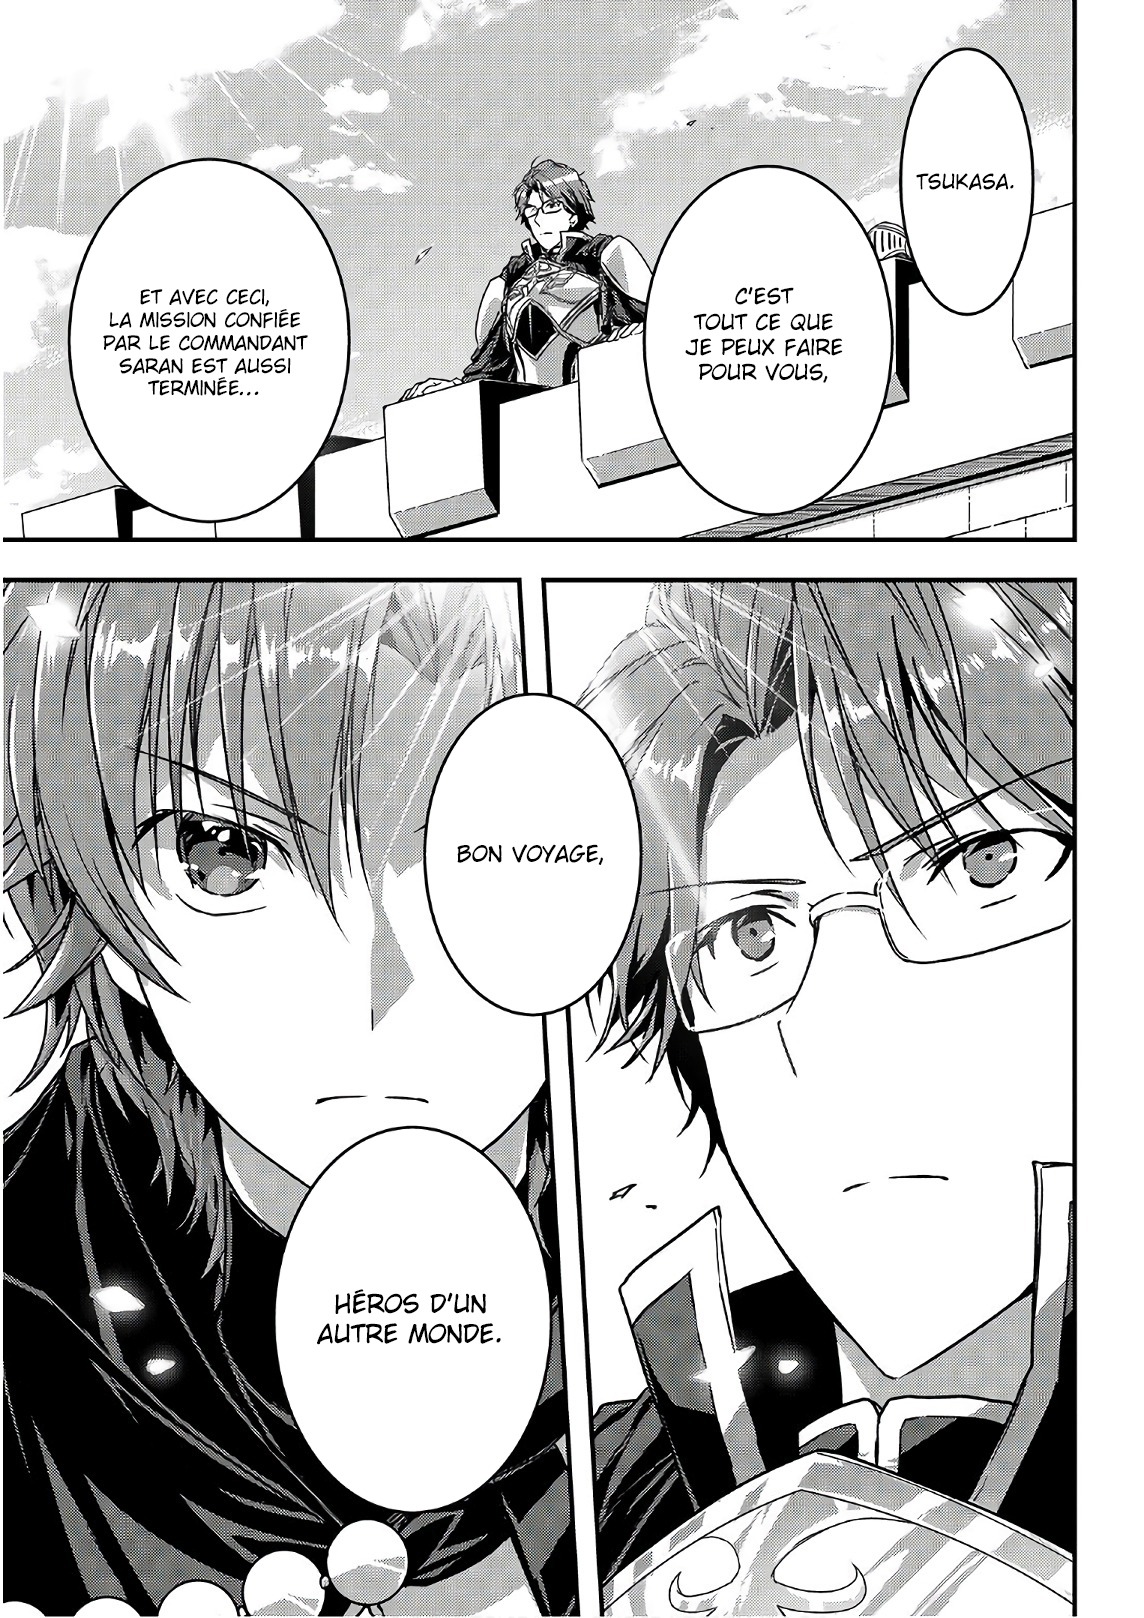 TSUKASA.
C'EST
TOUT CE QUE
JE PEUX FAIRE
POUR VOUS,
ET AVEC CECI,
LA MISSION CONFIÉE
PAR LE COMMANDANT
SARAN EST AUSSI
TERMINÉE...
BON VOYAGE,
HÉROS D'UN
AUTRE MONDE.